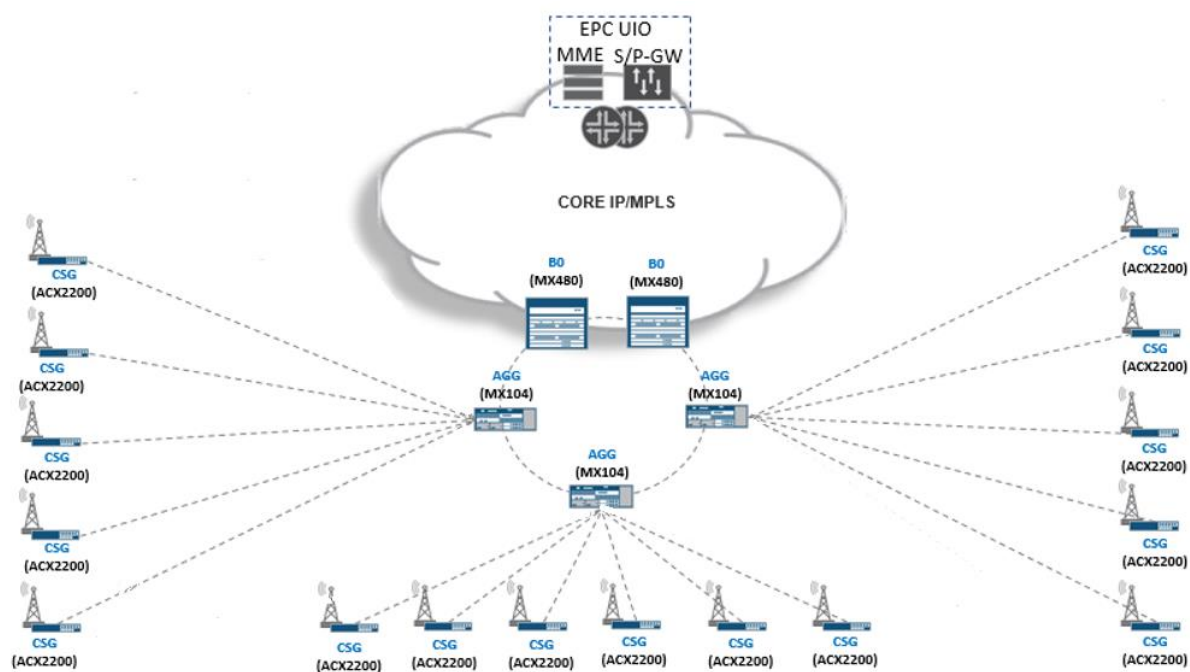 EPC UIO
MME S/P-GW
CORE IP/MPLS
B0
(MX480)
B0
(MX480)
AGG
(MX104)
AGG
(MX104)
AGG
(MX104)
CSG
(ACX2200)
CSG
(ACX2200)
CSG
(ACX2200)
CSG
(ACX2200)
CSG
(ACX2200)
CSG
(ACX2200)
CSG
(ACX2200)
CSG
(ACX2200)
CSG
(ACX2200)
CSG
(ACX2200)
CSG
(ACX2200)
CSG
(ACX2200)
CSG
(ACX2200)
CSG
(ACX2200)
CSG
(ACX2200)
CSG
(ACX2200)